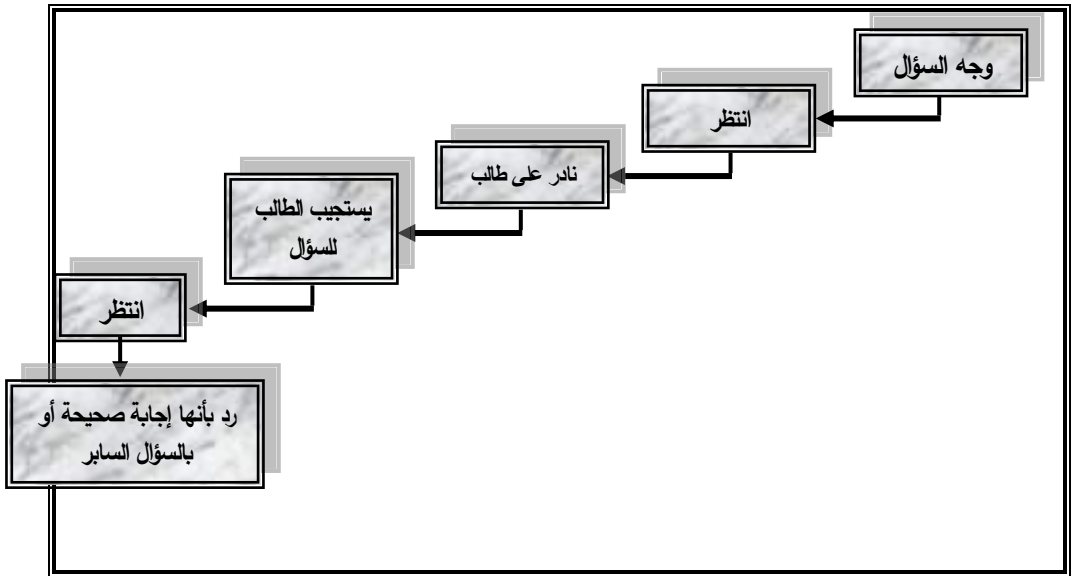 وجه السؤال
انتظر
نادر على طالب
يستجيب الطالب
للسؤال
انتظر
رد بأنها إجابة صحيحة أو
بالسؤال السابر